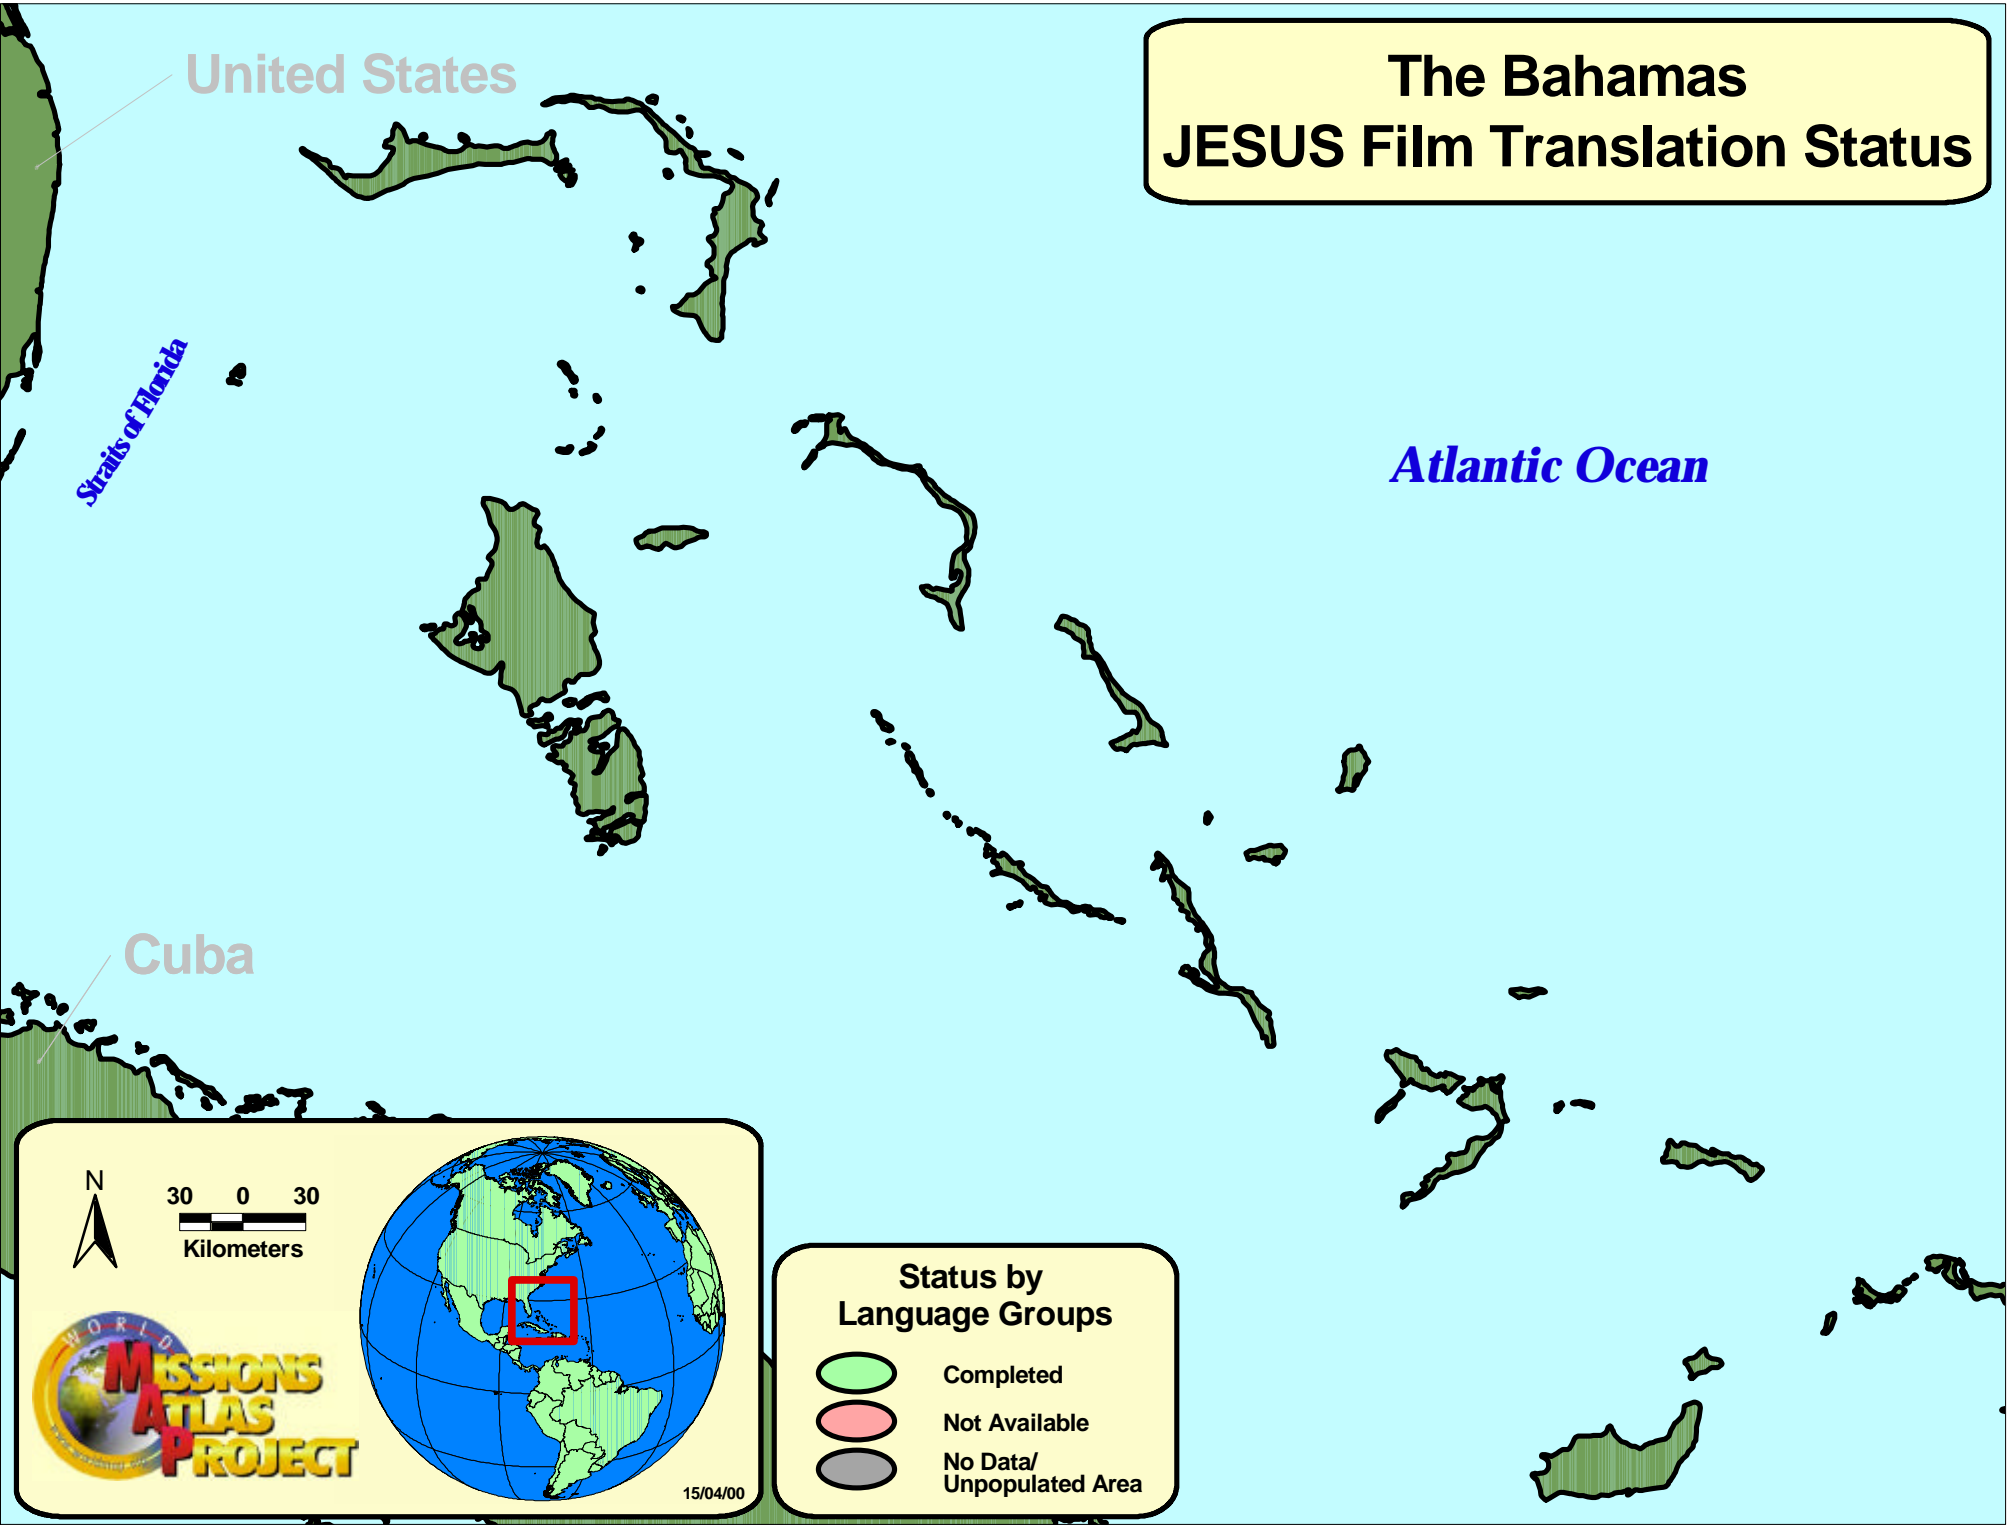 The Bahamas
JESUS Film Translation Status
United States
Straits of Florida
Atlantic Ocean
Cuba
N
30 0 30
Kilometers
WORLD
MISSIONS
ATLAS
PROJECT
15/04/00
Status by
Language Groups
Completed
Not Available
No Data/
Unpopulated Area